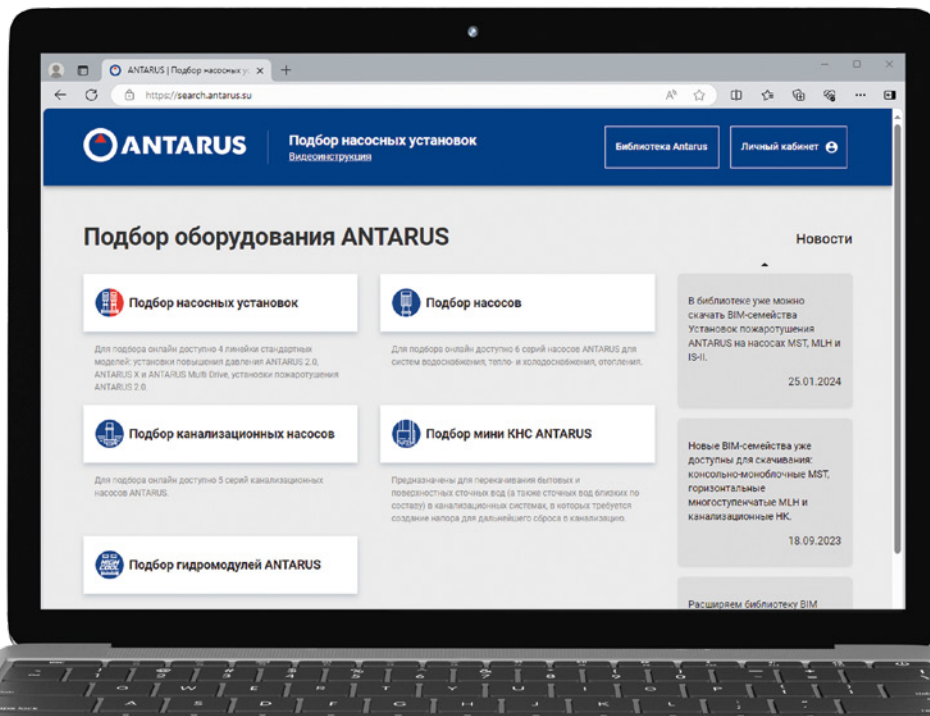 ANTARUS | Подбор насосных у
https://search.antarus.su
ANTARUS
Подбор насосных установок
Видеоинструкция
Библиотека Antarus
Личный кабинет
Подбор оборудования ANTARUS
Новости
Подбор насосных установок
Для подбора онлайн доступно 4 линейки стандартных
моделей: установки повышения давления ANTARUS 2.0,
ANTARUS X и ANTARUS Multi Drive, установки пожаротушения
ANTARUS 2.0.
Подбор насосов
Для подбора онлайн доступно 6 серий насосов ANTARUS для
систем водоснабжения, тепло- и холодоснабжения, отопления.
Подбор канализационных насосов
Для подбора онлайн доступно 5 серий канализационных
насосов ANTARUS.
Подбор мини КНС ANTARUS
Предназначены для перекачивания бытовых и
поверхностных сточных вод (а также сточных вод близких по
составу) в канализационных системах, в которых требуется
создание напора для дальнейшего сброса в канализацию.
HIGH
COOL
Подбор гидромодулей ANTARUS
В библиотеке уже можно
скачать BIM-семейства
Установок пожаротушения
ANTARUS на насосах MST, MLH и
IS-II.
25.01.2024
Новые BIM-семейства уже
доступны для скачивания:
консольно-моноблочные MST,
горизонтальные
многоступенчатые MLH и
канализационные НК.
18.09.2023
Расширяем библиотеку BIM
Q W E R T Y U I O P
A S D F G H J K L